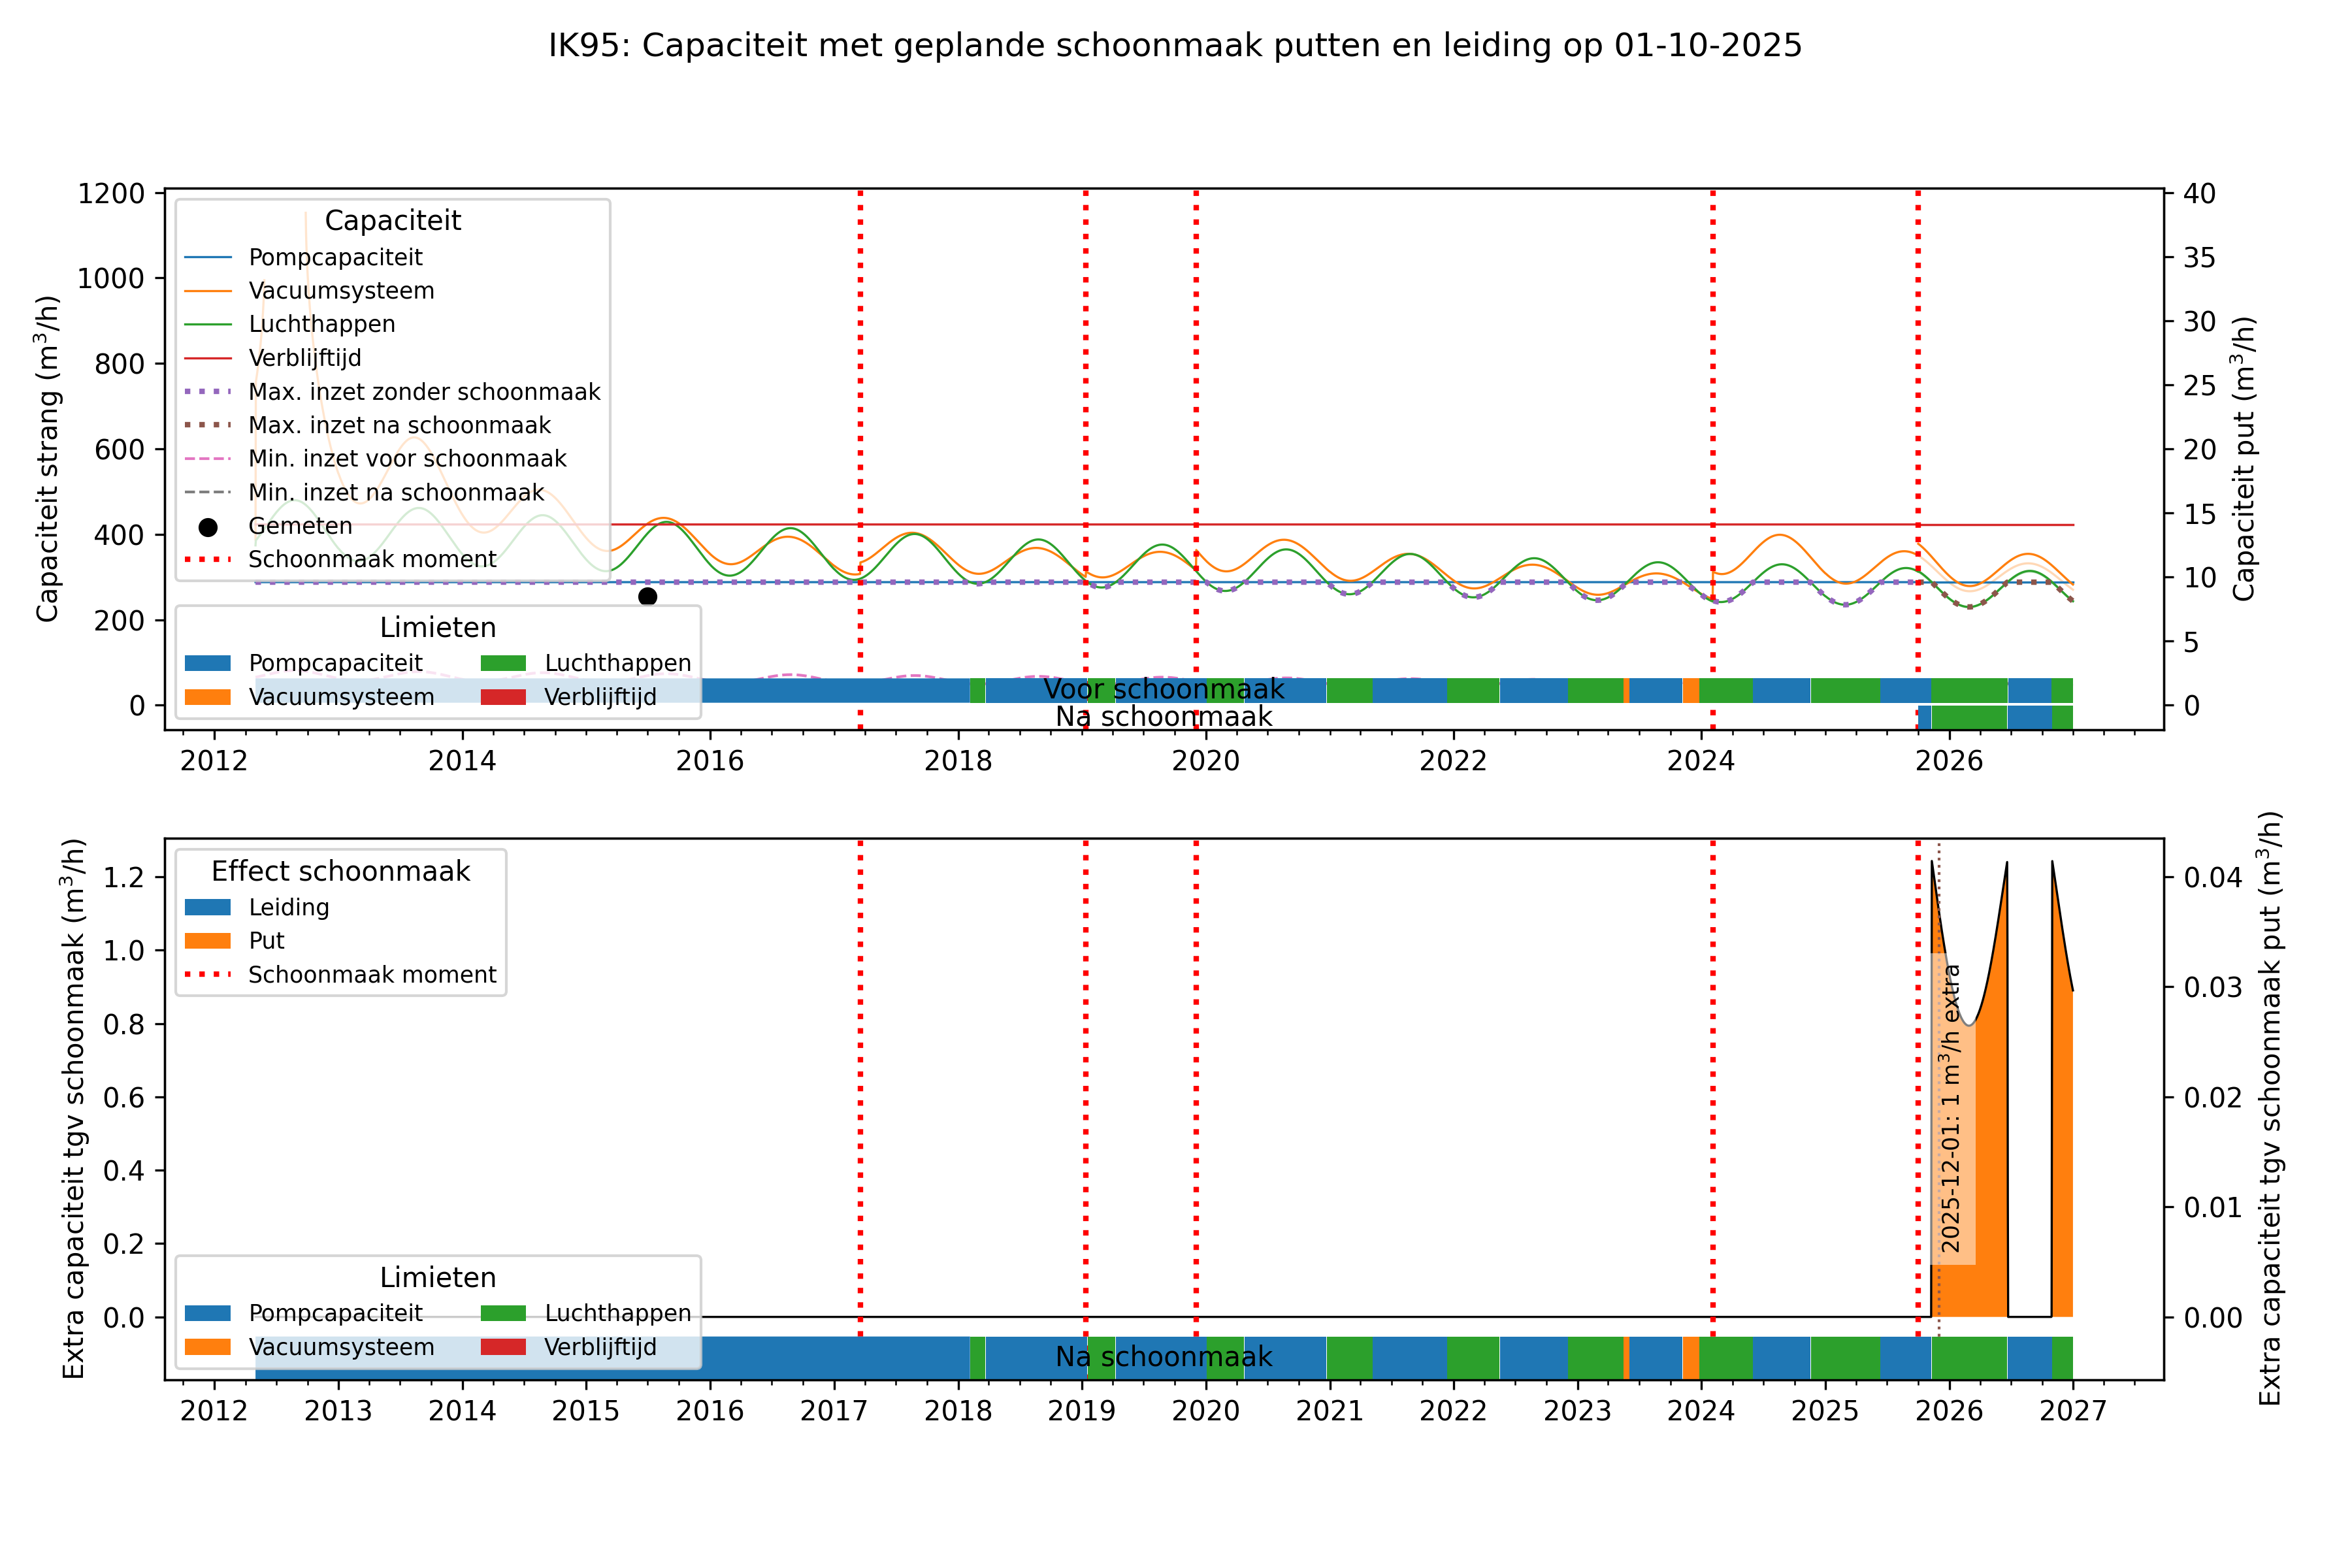 IK95: Capaciteit met geplande schoonmaak putten en leiding op 01-10-2025
Capaciteit strang (m³/h)
1200
1000
800
600
400
200
0
Capaciteit
Pompcapaciteit
Vacuumsysteem
Luchthappen
Verblijftijd
Max. inzet zonder schoonmaak
Max. inzet na schoonmaak
Min. inzet voor schoonmaak
Min. inzet na schoonmaak
Gemeten
Schoonmaak moment
Limieten
Pompcapaciteit Luchthappen
Vacuumsysteem Verblijftijd
Voor schoonmaak
Na schoonmaak
40
35
30
25
20
15
10
5
0
Capaciteit put (m³/h)
2012 2014 2016 2018 2020 2022 2024 2026
Extra capaciteit tgv schoonmaak (m³/h)
1.2
1.0
0.8
0.6
0.4
0.2
0.0
Effect schoonmaak
Leiding
Put
Schoonmaak moment
Limieten
Pompcapaciteit Luchthappen
Vacuumsysteem Verblijftijd
Na schoonmaak
2025-12-01: 1 m³/h extra
0.04
0.03
0.02
0.01
0.00
Extra capaciteit tgv schoonmaak put (m³/h)
2012 2013 2014 2015 2016 2017 2018 2019 2020 2021 2022 2023 2024 2025 2026 2027